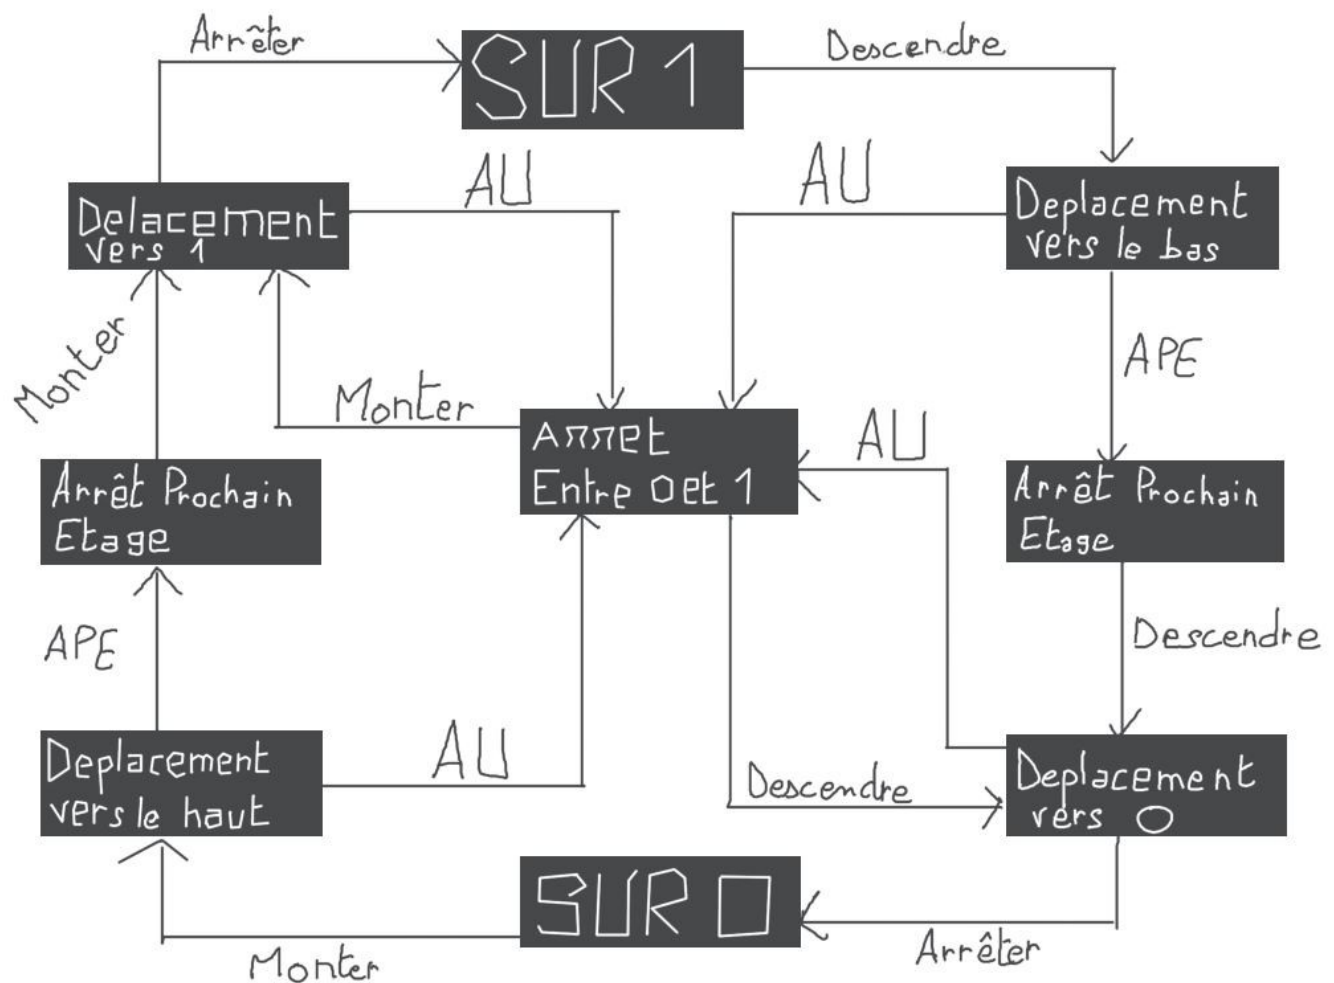 Arrêter
SUR 1
Descendre
AU
AU
Delacement
vers 1
Deplacement
vers le bas
Monter
APE
Monter
Arret
Entre 0 et 1
AU
Arrêt Prochain
Etage
Arrêt Prochain
Etage
APE
Descendre
Deplacement
vers le haut
AU
Descendre
Deplacement
vers 0
SUR 0
Monter
Arrêter